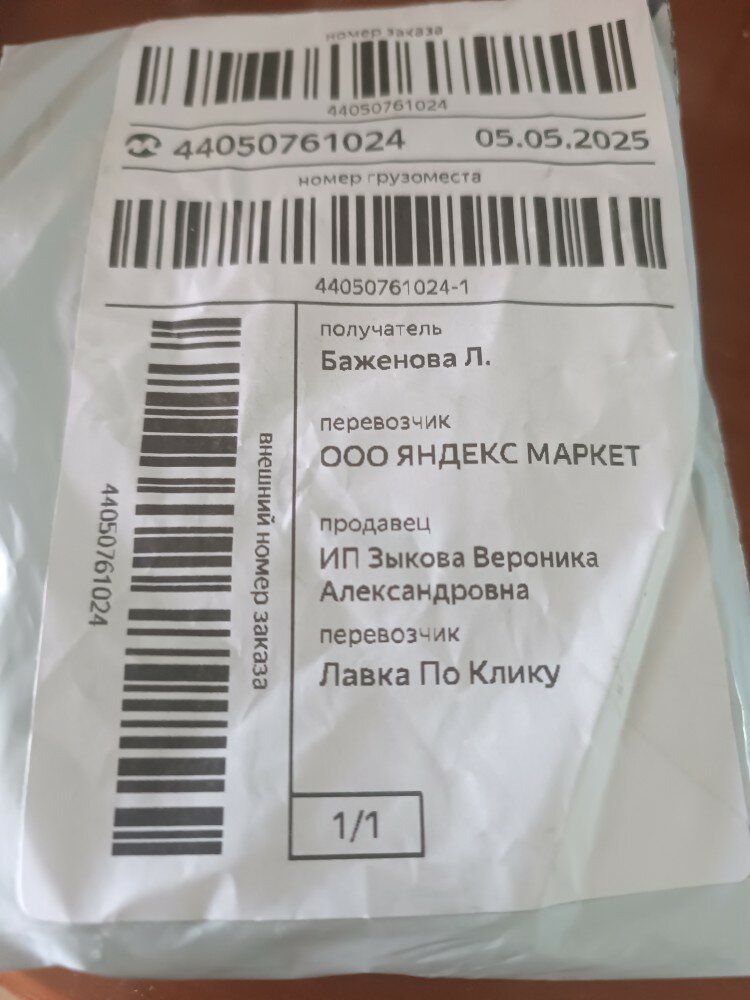 номер заказа
44050761024
44050761024 05.05.2025
номер грузоместа
44050761024-1
получатель
Баженова Л.
перевозчик
ООО ЯНДЕКС МАРКЕТ
продавец
ИП Зыкова Вероника
Александровна
перевозчик
Лавка По Клику
внешний номер заказа
44050761024
1/1